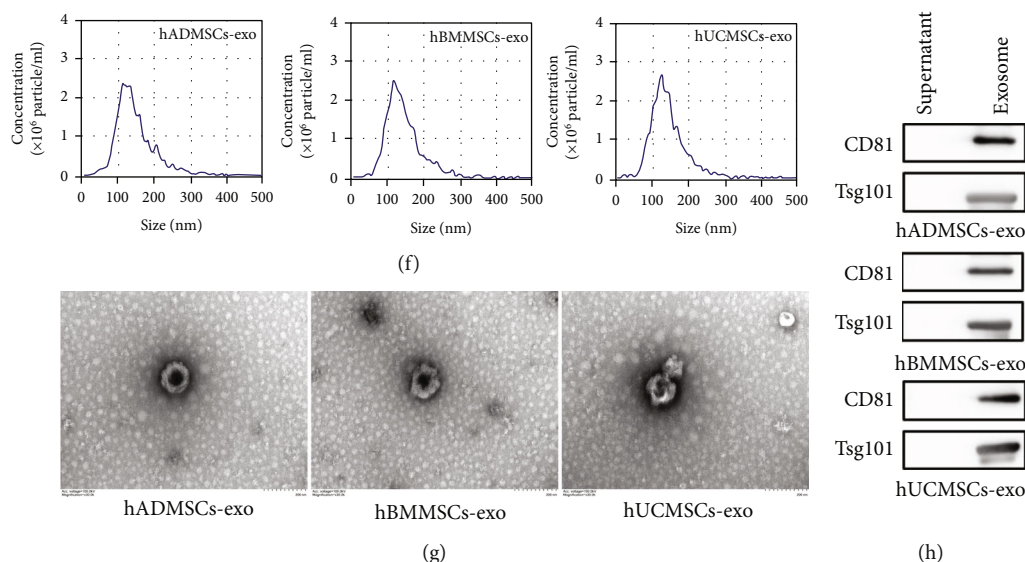 hADMSCs-exo
Concentration
(×10⁶ particle/ml)
4
3
2
1
0
0 100 200 300 400 500
Size (nm)
hBMMSCs-exo
Concentration
(×10⁶ particle/ml)
4
3
2
1
0
0 100 200 300 400 500
Size (nm)
hUCMSCs-exo
Concentration
(×10⁶ particle/ml)
4
3
2
1
0
0 100 200 300 400 500
Size (nm)
(f)
hADMSCs-exo
hBMMSCs-exo
hUCMSCs-exo
(g)
Supernatant
Exosome
CD81
Tsg101
hADMSCs-exo
CD81
Tsg101
hBMMSCs-exo
CD81
Tsg101
hUCMSCs-exo
(h)